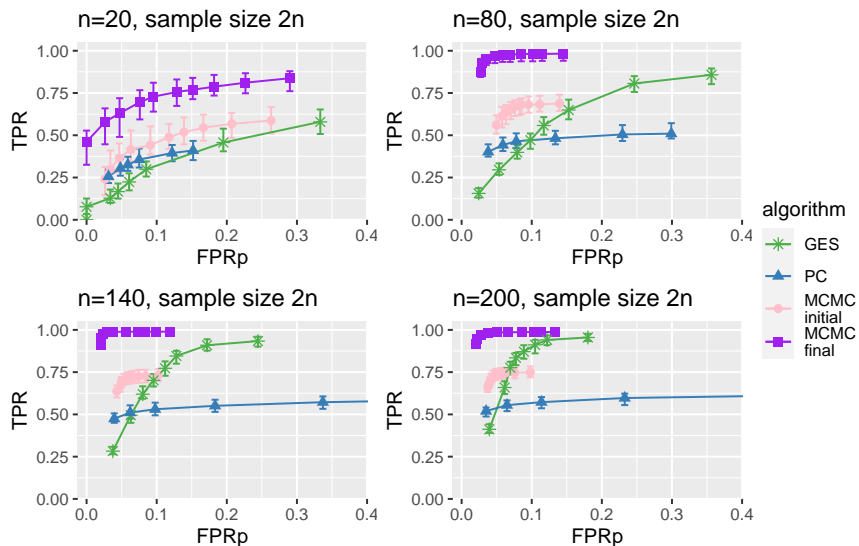 n=20, sample size 2n
n=80, sample size 2n
1.00
0.75
0.50
0.25
0.00
TPR
0.0 0.1 0.2 0.3 0.4
FPRp
1.00
0.75
0.50
0.25
0.00
TPR
0.0 0.1 0.2 0.3 0.4
FPRp
n=140, sample size 2n
n=200, sample size 2n
1.00
0.75
0.50
0.25
0.00
TPR
0.0 0.1 0.2 0.3 0.4
FPRp
1.00
0.75
0.50
0.25
0.00
TPR
0.0 0.1 0.2 0.3 0.4
FPRp
algorithm
GES
PC
MCMC
initial
MCMC
final